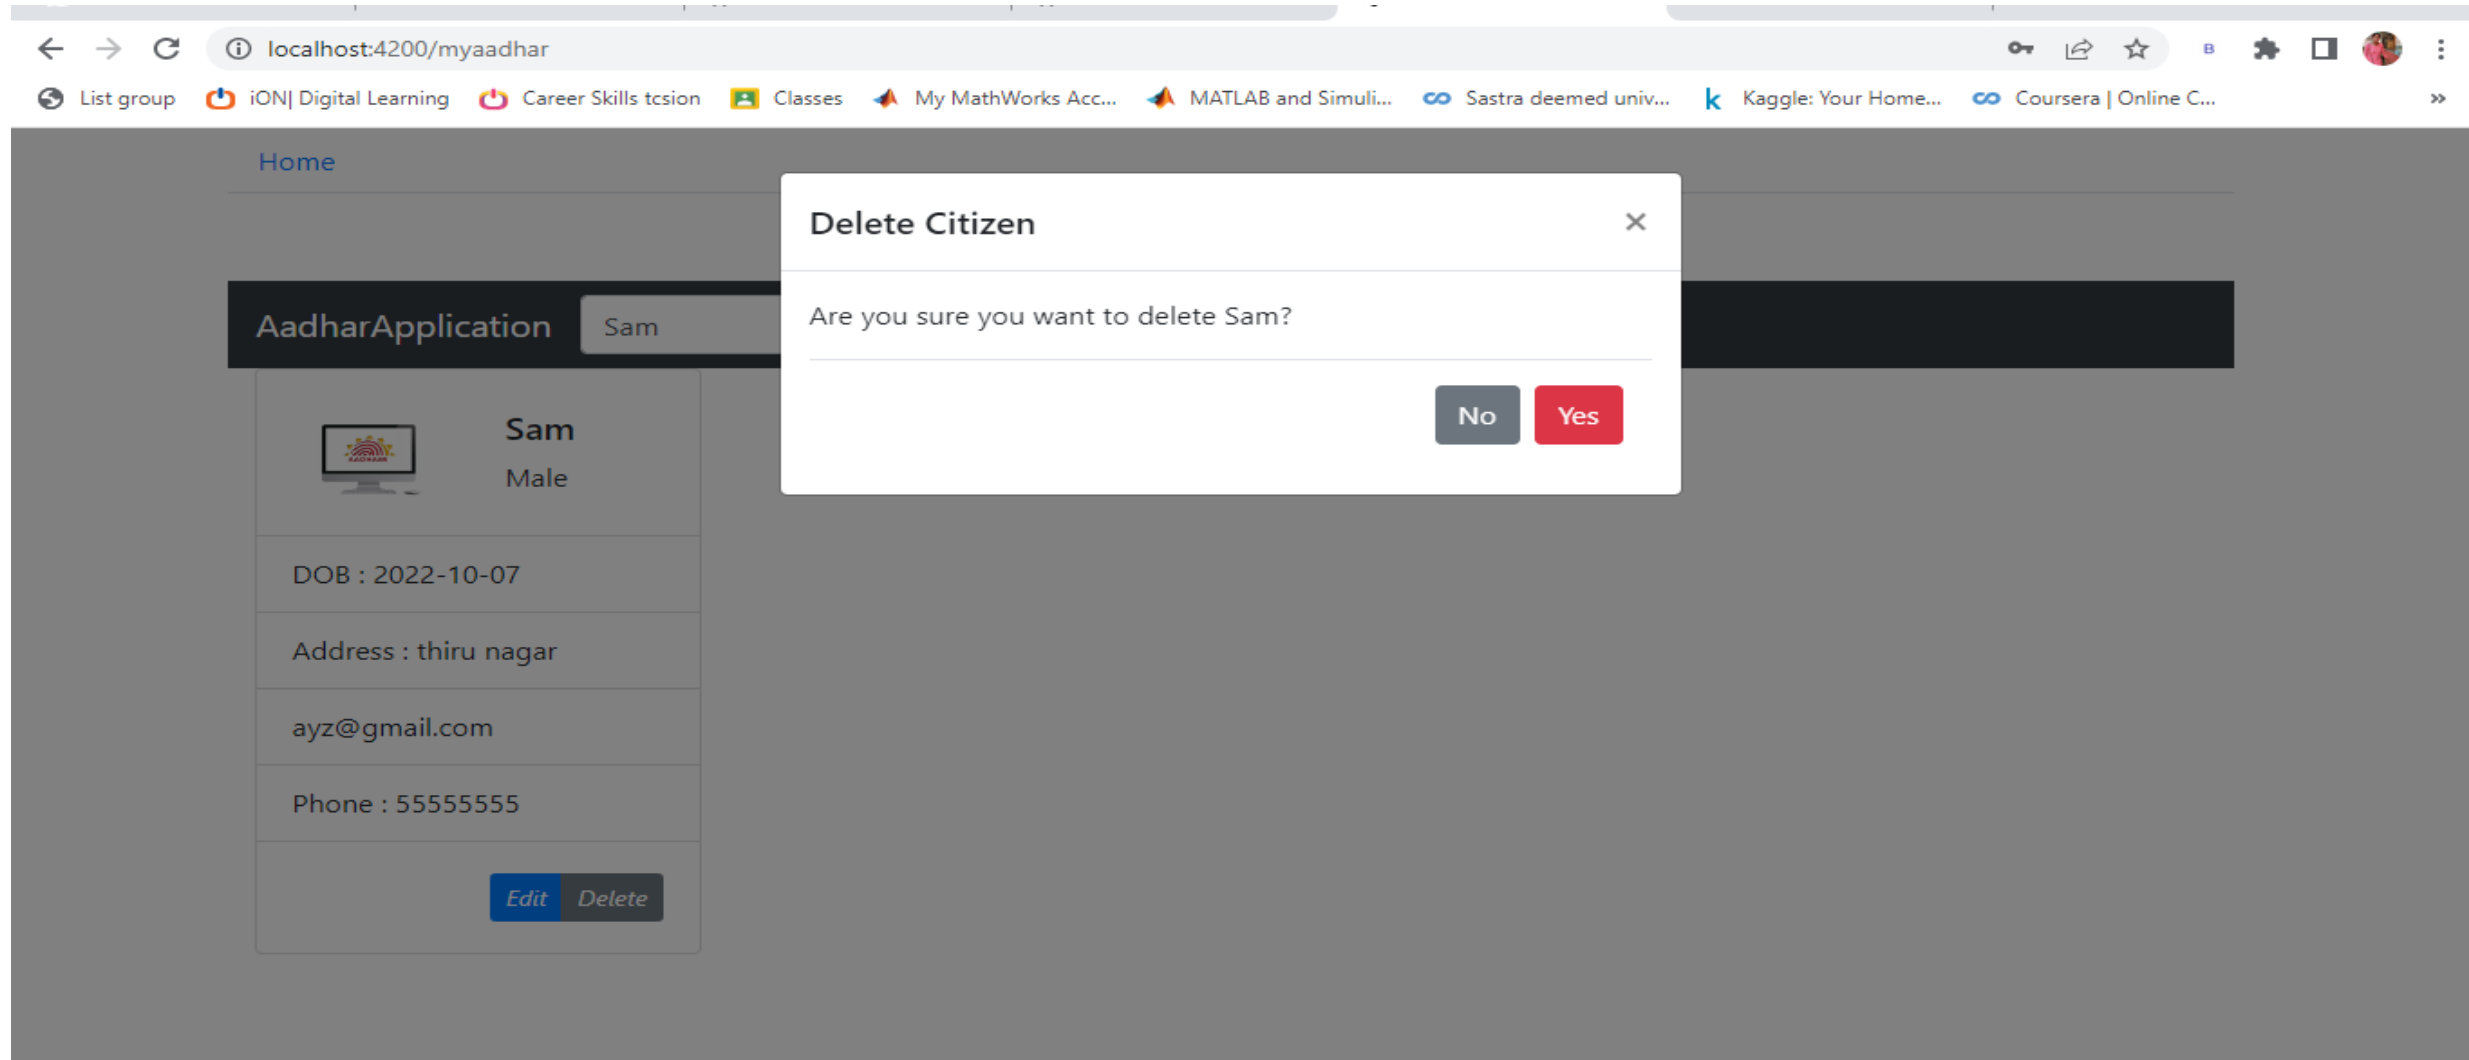 localhost:4200/myaadhar
B
List group iON| Digital Learning Career Skills tcsion Classes My MathWorks Acc... MATLAB and Simuli... Sastra deemed univ... Kaggle: Your Home... Coursera | Online C... »
Home
Delete Citizen
Are you sure you want to delete Sam?
No Yes
AadharApplication Sam
AADHAAR
Sam
Male
DOB : 2022-10-07
Address : thiru nagar
ayz@gmail.com
Phone : 55555555
Edit Delete